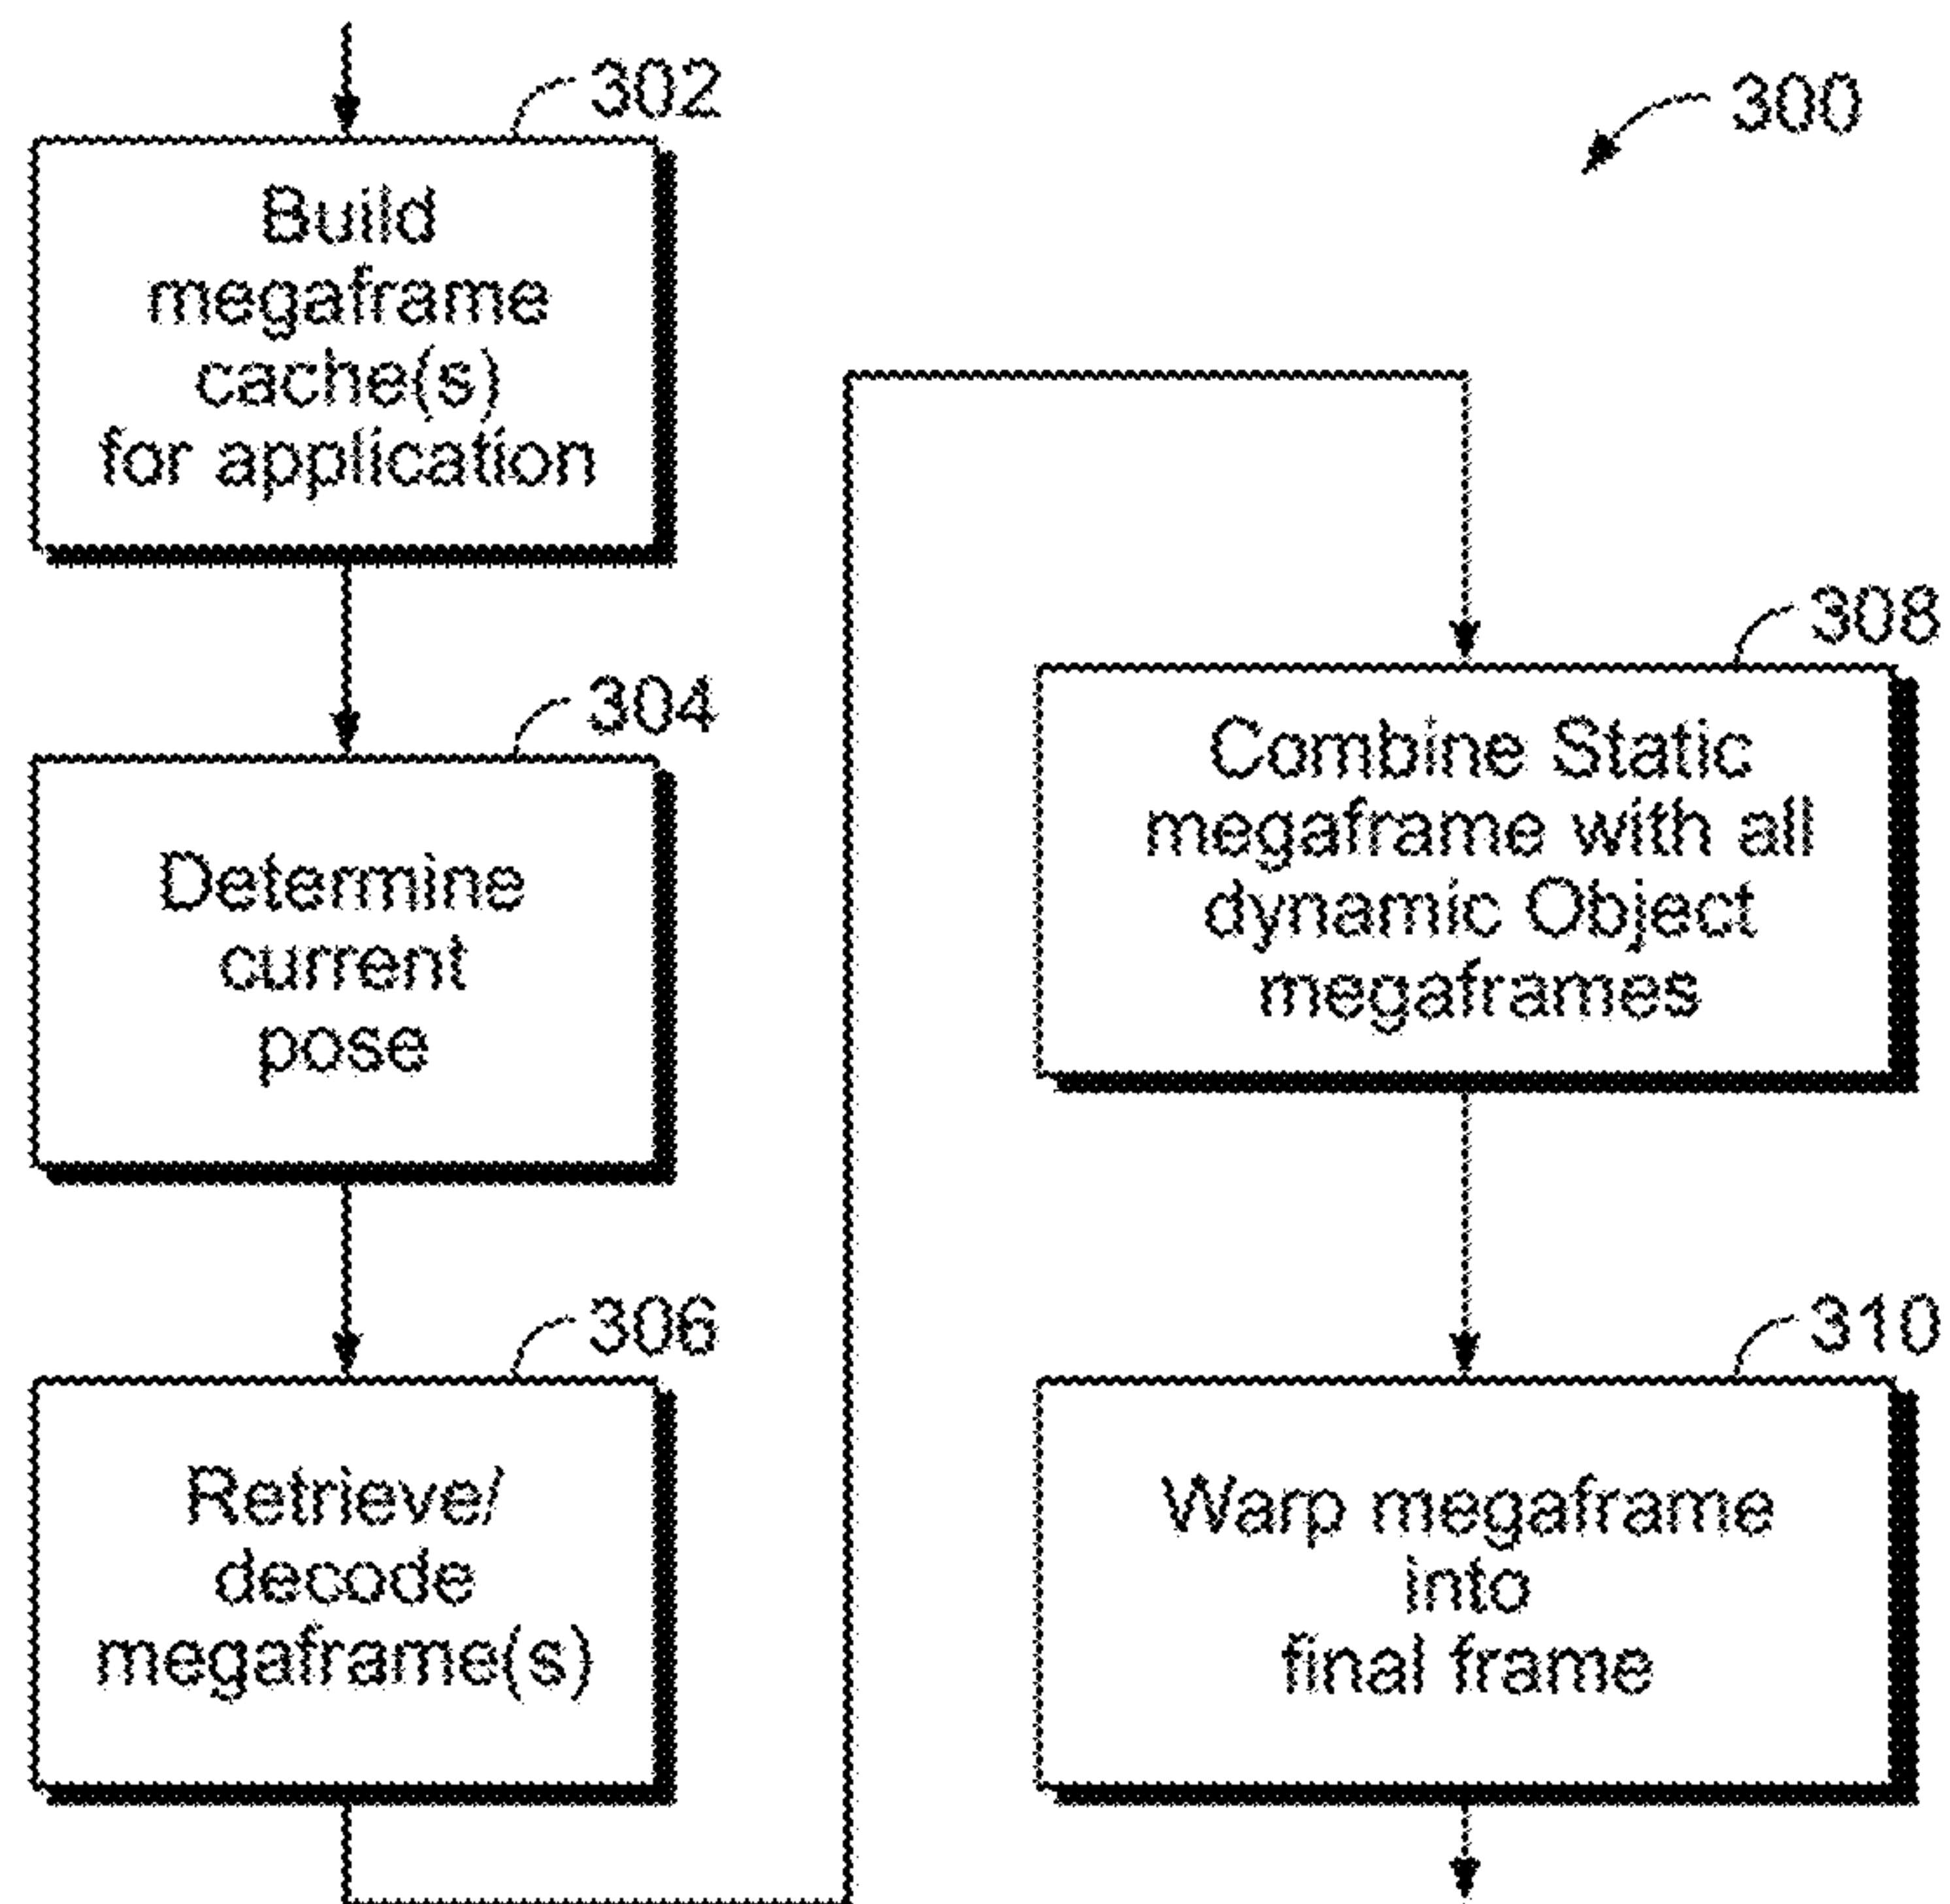 302
300
Build
megaframe
cache(s)
for application
304
Determine
current
pose
306
Retrieve/
decode
megaframe(s)
308
Combine Static
megaframe with all
dynamic Object
megaframes
310
Warp megaframe
into
final frame